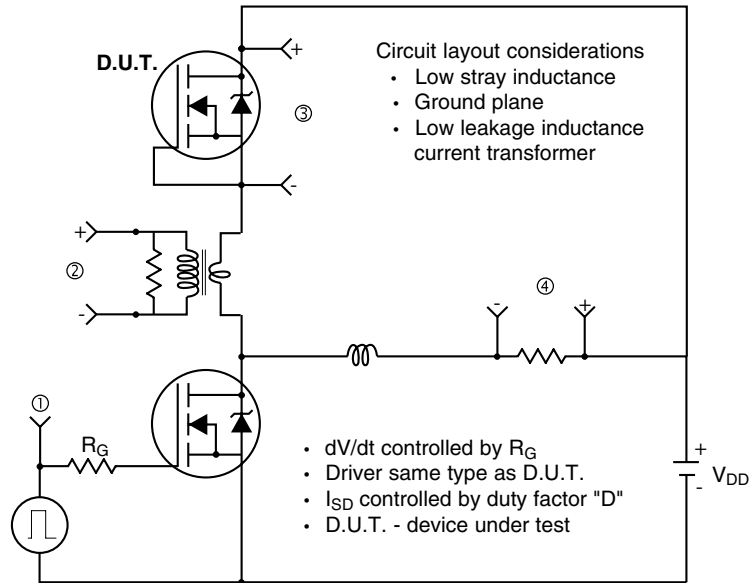 D.U.T.
+
③
-
Circuit layout considerations
• Low stray inductance
• Ground plane
• Low leakage inductance
current transformer
+
②
-
④
- +
①
R_G
• dV/dt controlled by R_G
• Driver same type as D.U.T.
• I_SD controlled by duty factor "D"
• D.U.T. - device under test
+
V_DD
-